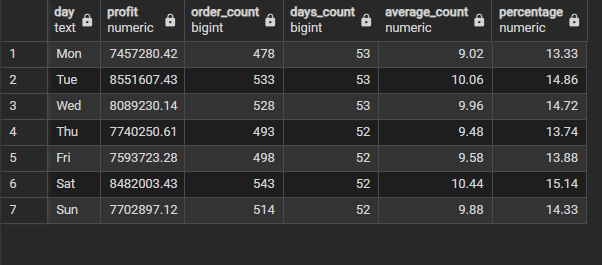 day profit order_count days_count average_count percentage
text numeric bigint bigint numeric numeric
1 Mon 7457280.42 478 53 9.02 13.33
2 Tue 8551607.43 533 53 10.06 14.86
3 Wed 8089230.14 528 53 9.96 14.72
4 Thu 7740250.61 493 52 9.48 13.74
5 Fri 7593723.28 498 52 9.58 13.88
6 Sat 8482003.43 543 52 10.44 15.14
7 Sun 7702897.12 514 52 9.88 14.33